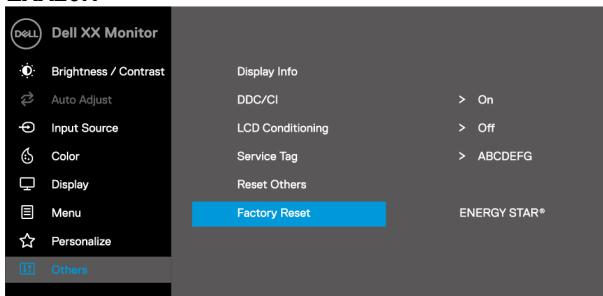 DELL Dell XX Monitor
Brightness / Contrast
Display Info
Auto Adjust
DDC/CI > On
Input Source
LCD Conditioning > Off
Color
Service Tag > ABCDEFG
Display
Reset Others
Menu
Factory Reset ENERGY STAR®
Personalize
Others